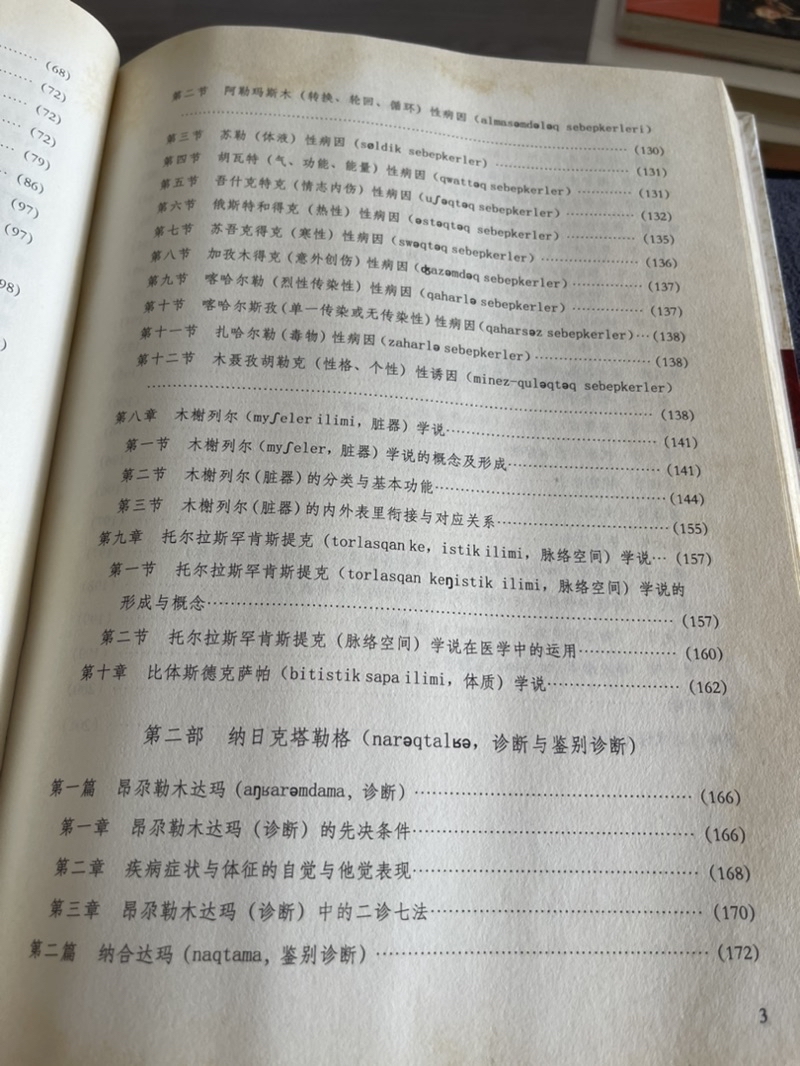 (68)
(72)
(72)
(72)
(79)
(86)
(97)
(97)
98)
)
第二节 阿勒玛斯木（转换、轮回、循环）性病因（almasəmdələq sebepkerleri）
……………………………………………………………………(130)
第三节 苏勒（体液）性病因（søldik sebepkerler）…………………(131)
第四节 胡瓦特（气、功能、能量）性病因（qwattəq sebepkerler）…………(131)
第五节 吾什克特克（情志内伤）性病因（uʃəqtəq sebepkerler）…………(132)
第六节 俄斯特和得克（热性）性病因（əstəqtəq sebepkerler）…………(135)
第七节 苏吾克得克（寒性）性病因（swəqtəq sebepkerler）……………(136)
第八节 加孜木得克（意外创伤）性病因（ʤazəmdəq sebepkerler）…………(137)
第九节 喀哈尔勒（烈性传染性）性病因（qaharlə sebepkerler）……………(137)
第十节 喀哈尔斯孜（单一传染或无传染性）性病因（qaharsəz sebepkerler）…(138)
第十一节 扎哈尔勒（毒物）性病因（zaharlə sebepkerler）………………(138)
第十二节 木聂孜胡勒克（性格、个性）性诱因（minez-quləqtəq sebepkerler）
……………………………………………………………………(138)
第八章 木榭列尔（myʃeler ilimi，脏器）学说……………………………(141)
第一节 木榭列尔（myʃeler，脏器）学说的概念及形成……………………(141)
第二节 木榭列尔（脏器）的分类与基本功能………………………………(144)
第三节 木榭列尔（脏器）的内外表里衔接与对应关系……………………(155)
第九章 托尔拉斯罕肯斯提克（torlasqan ke，istik ilimi，脉络空间）学说…(157)
第一节 托尔拉斯罕肯斯提克（torlasqan keŋistik ilimi，脉络空间）学说的
形成与概念……………………………………………………………(157)
第二节 托尔拉斯罕肯斯提克（脉络空间）学说在医学中的运用…………(160)
第十章 比体斯德克萨帕（bitistik sapa ilimi，体质）学说………………(162)
第二部 纳日克塔勒格（narəqtalʁə，诊断与鉴别诊断）
第一篇 昂尕勒木达玛（aŋʁarəmdama，诊断）………………………………(166)
第一章 昂尕勒木达玛（诊断）的先决条件…………………………………(166)
第二章 疾病症状与体征的自觉与他觉表现…………………………………(168)
第三章 昂尕勒木达玛（诊断）中的二诊七法………………………………(170)
第二篇 纳合达玛（naqtama，鉴别诊断）……………………………………(172)
3